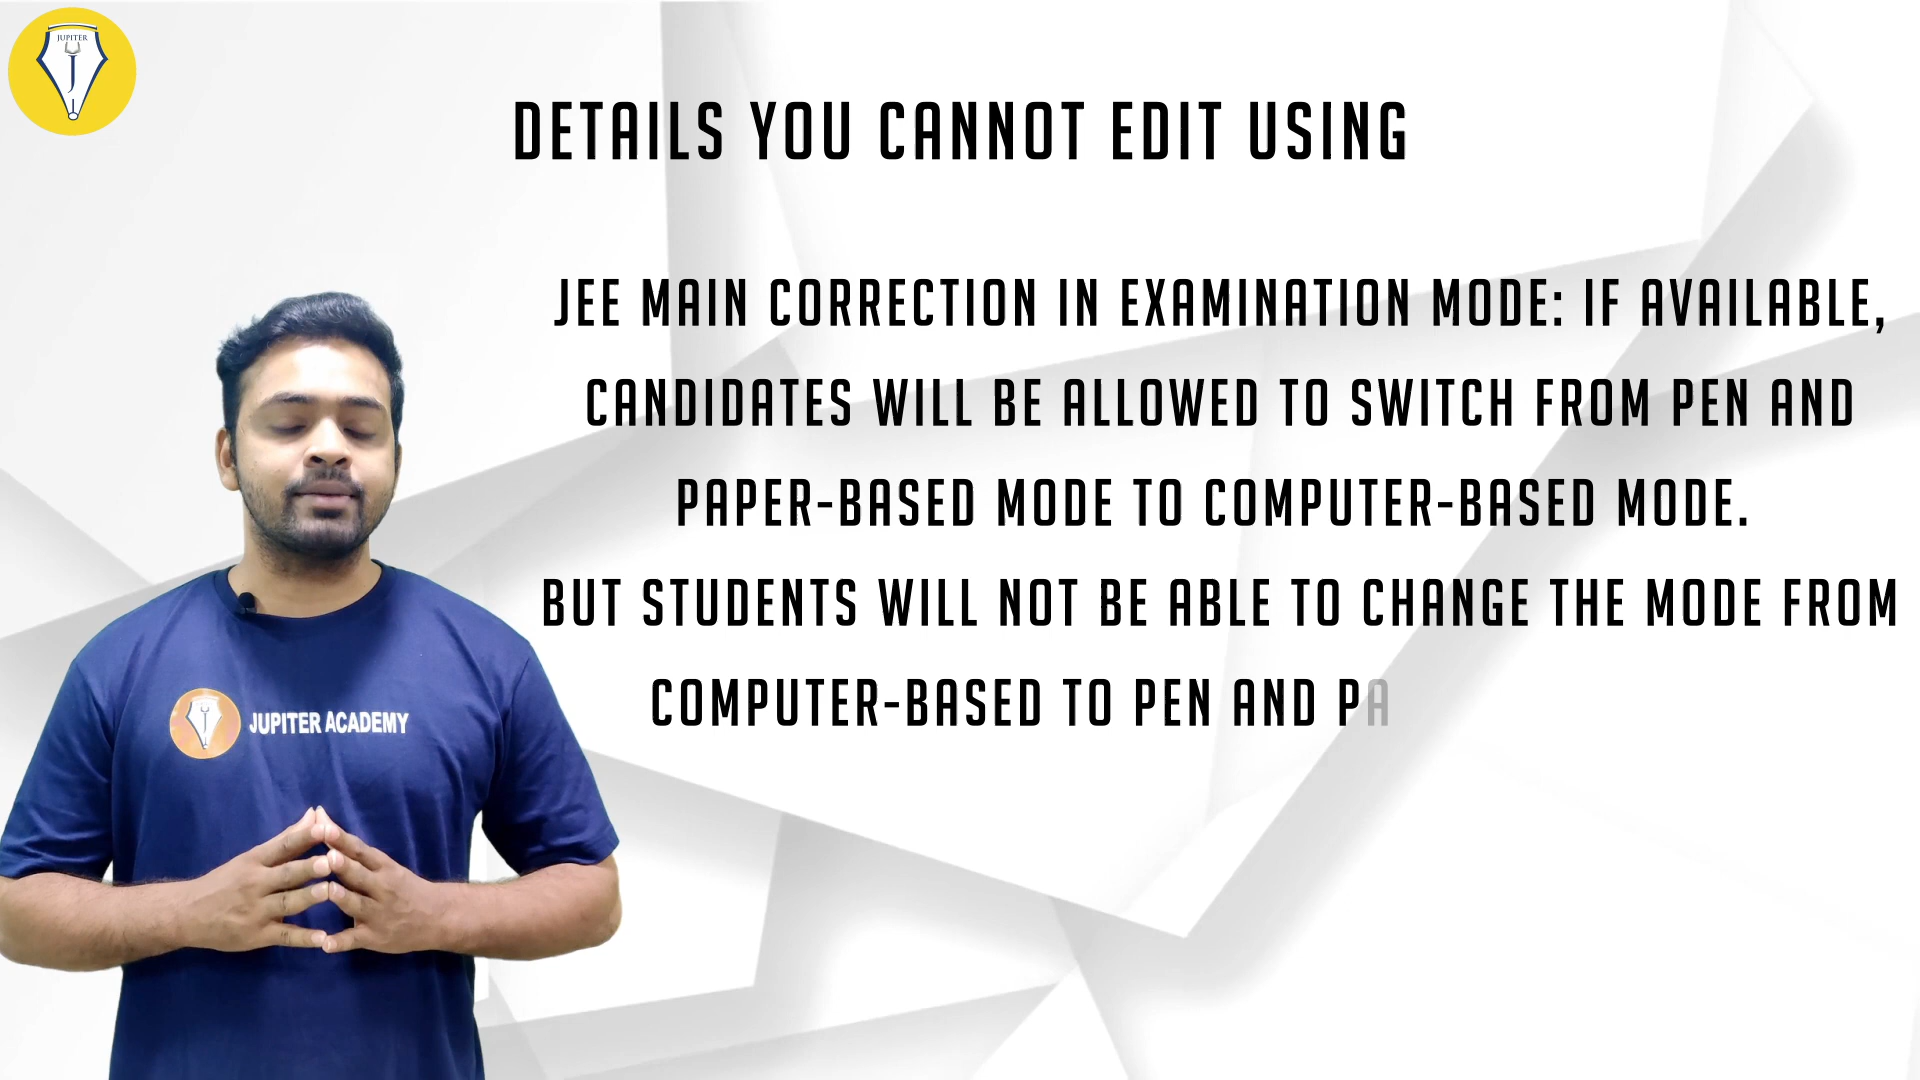 JUPITER
DETAILS YOU CANNOT EDIT USING
JEE MAIN CORRECTION IN EXAMINATION MODE: IF AVAILABLE,
CANDIDATES WILL BE ALLOWED TO SWITCH FROM PEN AND
PAPER-BASED MODE TO COMPUTER-BASED MODE.
BUT STUDENTS WILL NOT BE ABLE TO CHANGE THE MODE FROM
COMPUTER-BASED TO PEN AND PA
JUPITER ACADEMY